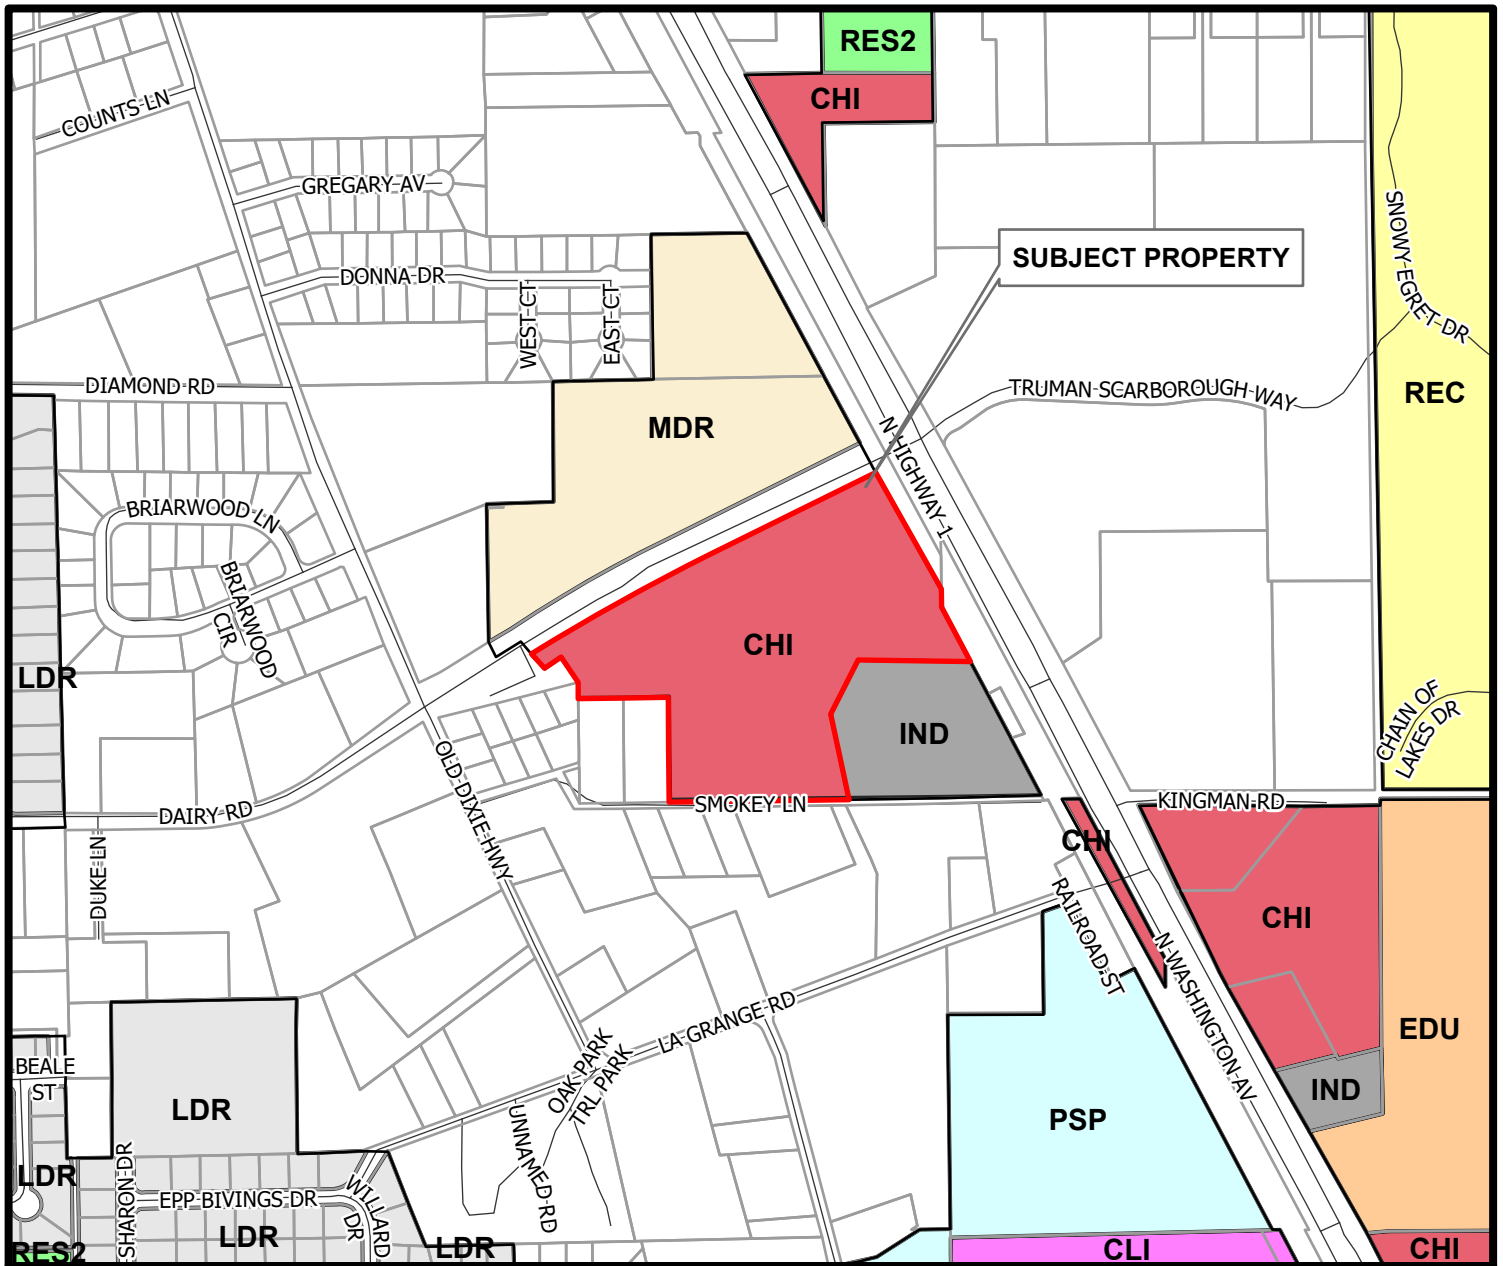 RES2
CHI
COUNTS LN
GREGARY AV
SNOWY EGRET DR
SUBJECT PROPERTY
DONNA DR
WEST CT
EAST CT
DIAMOND RD
TRUMAN SCARBOROUGH WAY
REC
MDR
N HIGHWAY 1
BRIARWOOD LN
BRIARWOOD
CIR
CHI
LDR
CHAIN OF
LAKES DR
IND
OLD DIXIE HWY
SMOKEY LN
KINGMAN RD
DAIRY RD
CHI
DUKE LN
RAILROAD ST
CHI
N WASHINGTON AV
LA GRANGE RD
EDU
OAK PARK
TRL PARK
BEALE
ST
IND
LDR
PSP
UNNAMED RD
LDR
SHARON DR
EPP BIVINGS DR
WILLARD
DR
LDR
LDR
RES2
CLI
CHI